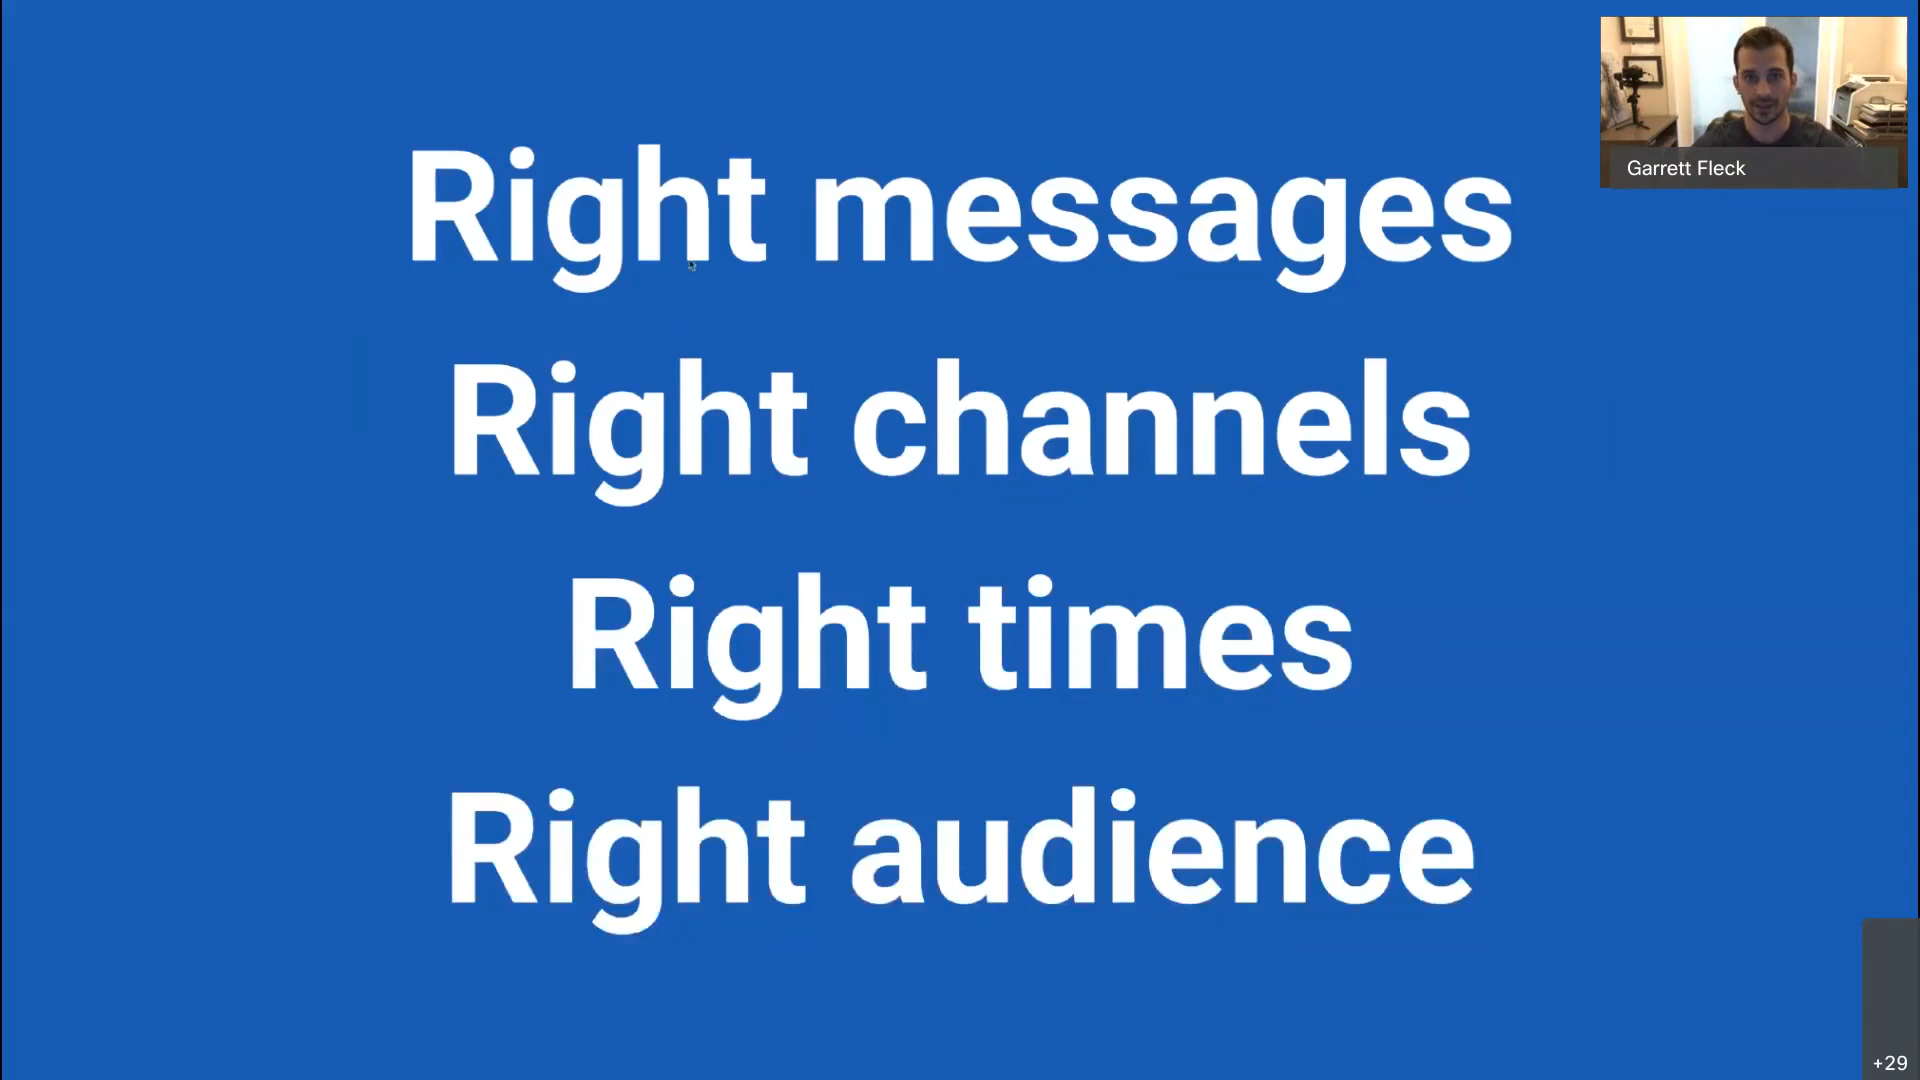 Garrett Fleck
Right messages
Right channels
Right times
Right audience
+29